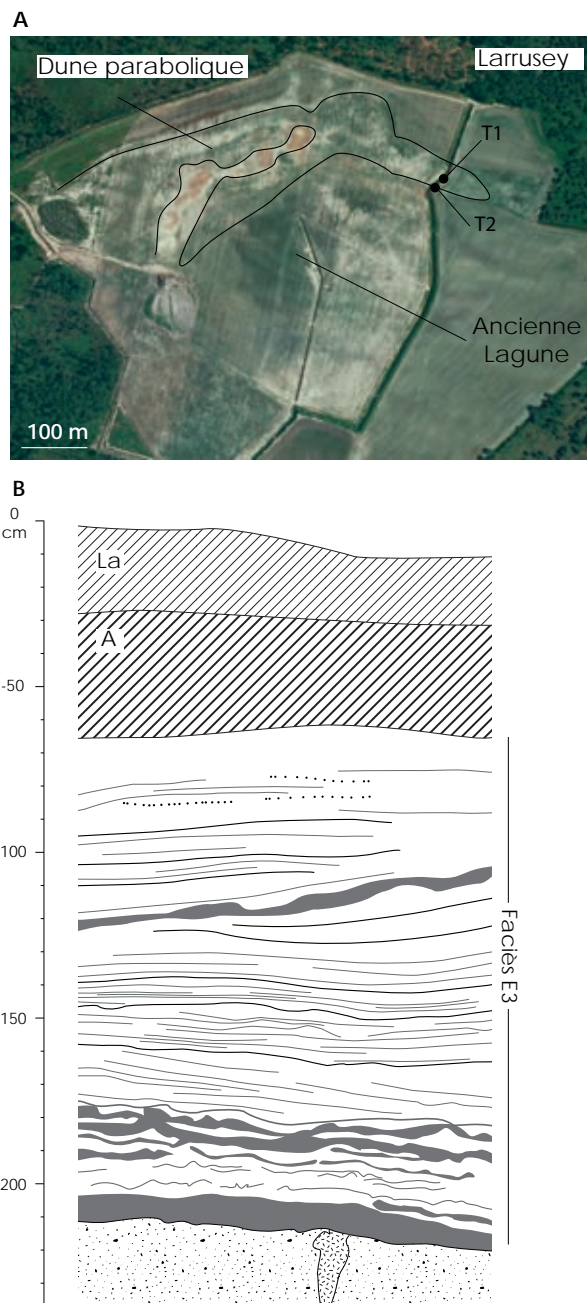 A
Larrusey
Dune parabolique
T1
T2
Ancienne
Lagune
100 m
B
0
cm
La
A
-50
100
Faciès E3
150
200